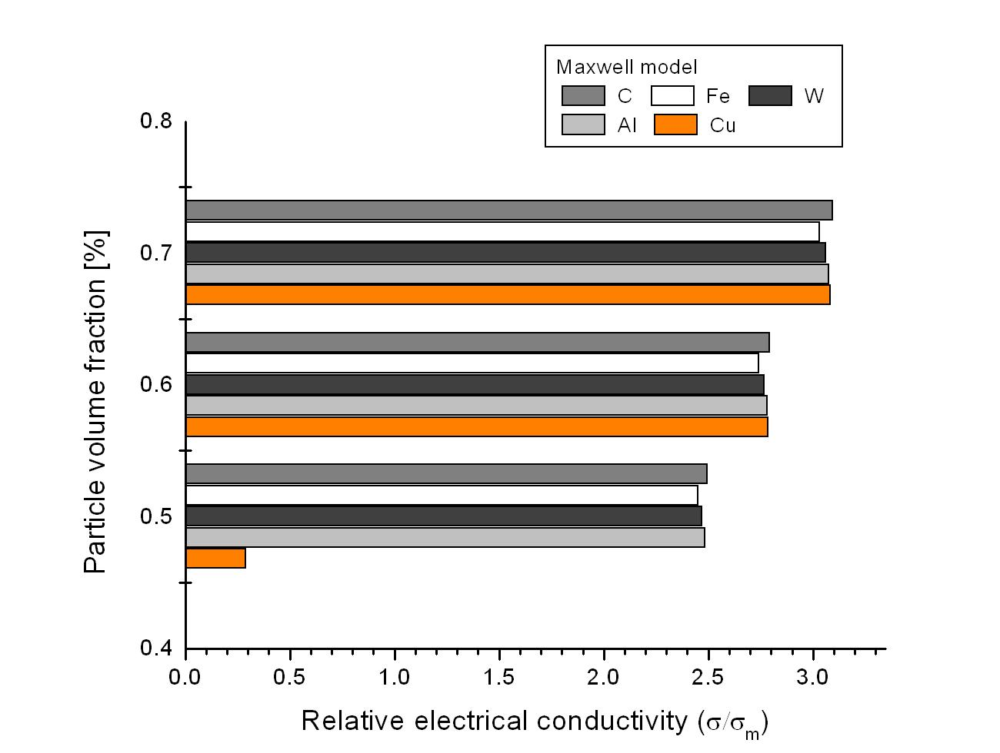 Maxwell model
C Fe W
Al Cu
0.8
0.7
0.6
0.5
0.4
Particle volume fraction [%]
0.0 0.5 1.0 1.5 2.0 2.5 3.0
Relative electrical conductivity (σ/σm)